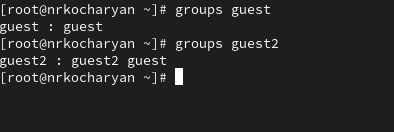 [root@nrkocharyan ~]# groups guest
guest : guest
[root@nrkocharyan ~]# groups guest2
guest2 : guest2 guest
[root@nrkocharyan ~]#